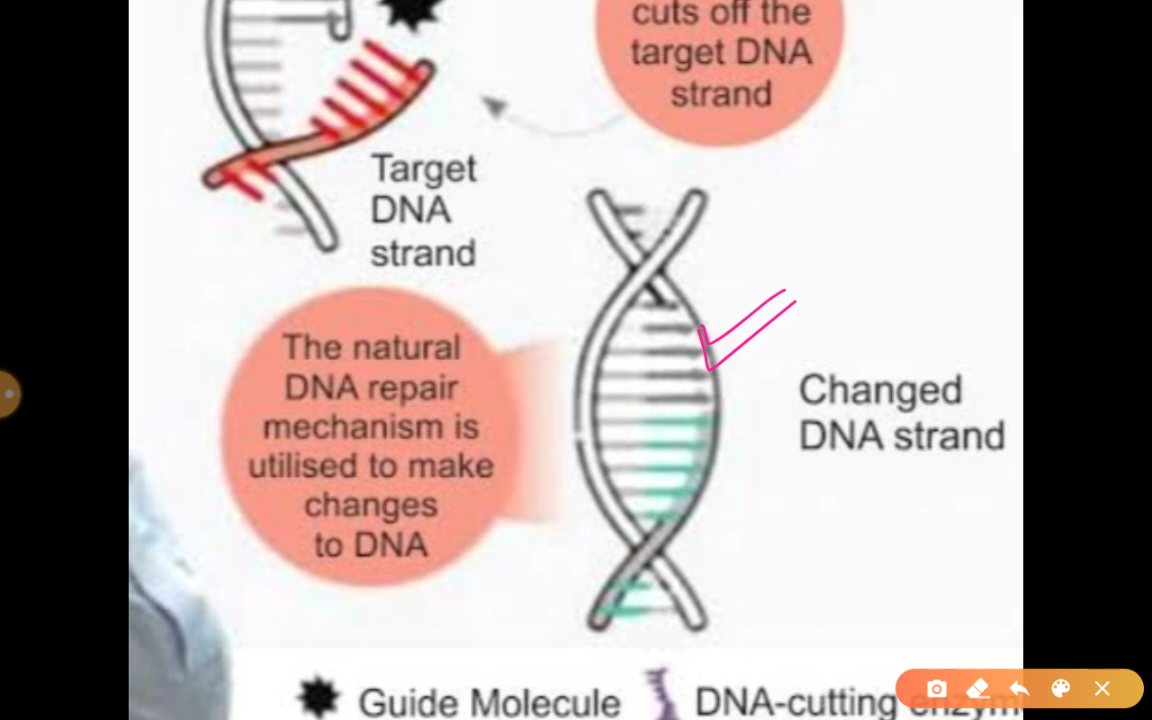 cuts off the
target DNA
strand
Target
DNA
strand
The natural
DNA repair
mechanism is
utilised to make
changes
to DNA
Changed
DNA strand
Guide Molecule
DNA-cutting enzym